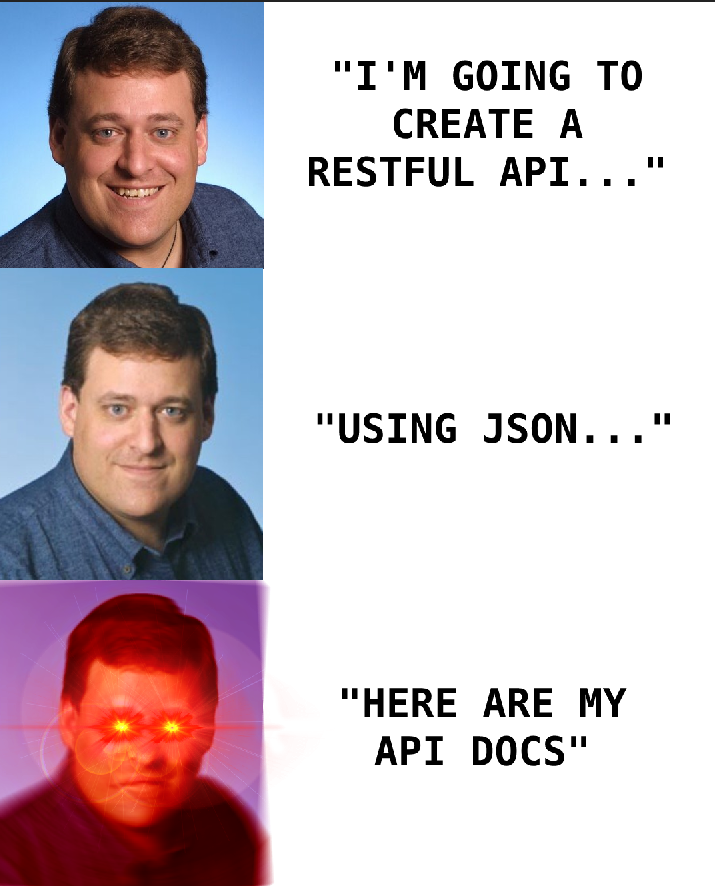 "I'M GOING TO
CREATE A
RESTFUL API..."
"USING JSON..."
"HERE ARE MY
API DOCS"